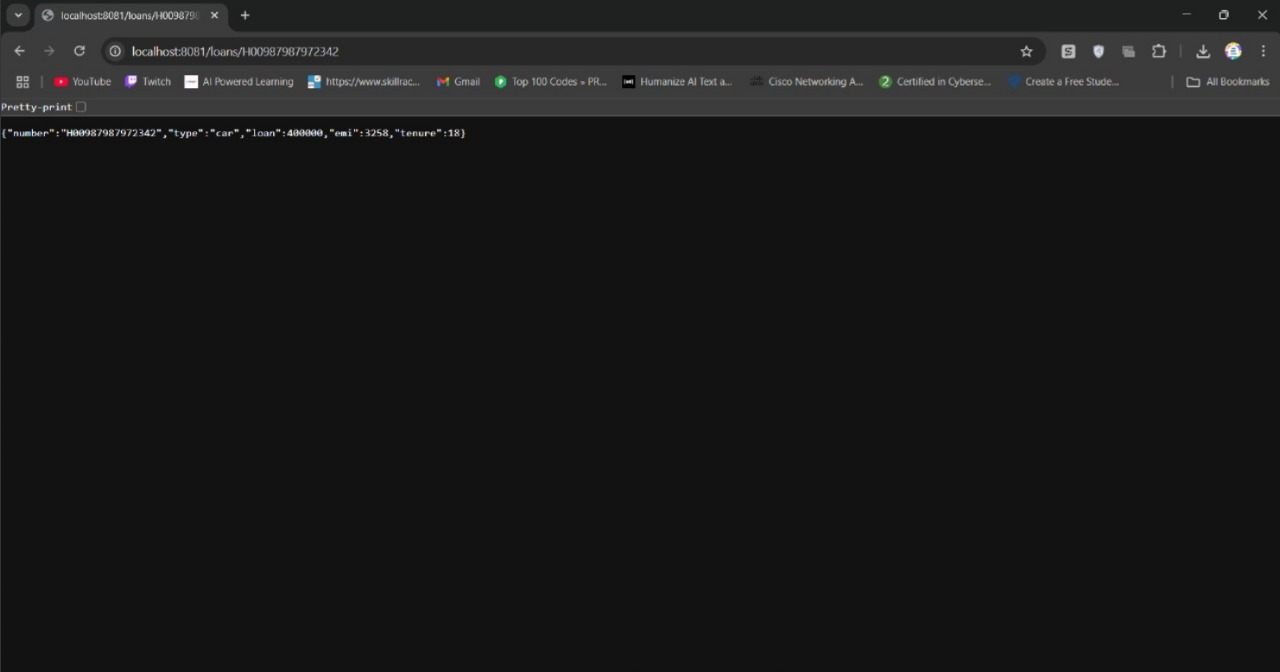 localhost:8081/loans/H0098798
localhost:8081/loans/H00987987972342
YouTube Twitch AI Powered Learning https://www.skillrac... Gmail Top 100 Codes » PR... Humanize AI Text a... Cisco Networking A... Certified in Cyberse... Create a Free Stude... All Bookmarks
Pretty-print
{"number":"H00987987972342","type":"car","loan":400000,"emi":3258,"tenure":18}